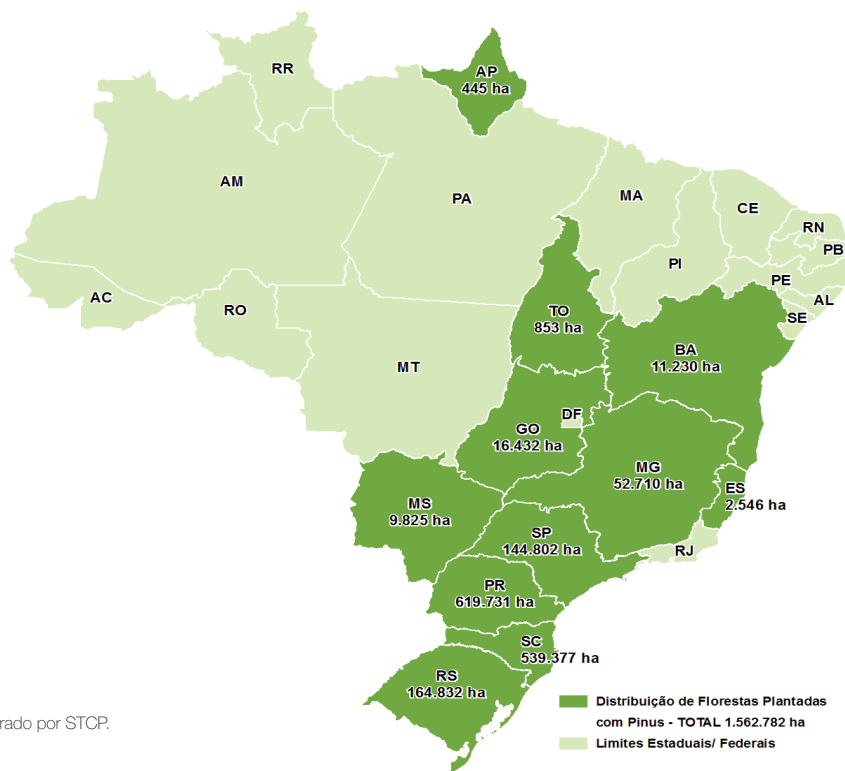 RR
AP
445 ha
AM
PA
MA
CE
RN
PB
PI
PE
AL
SE
AC
RO
TO
853 ha
MT
BA
11.230 ha
DF
GO
16.432 ha
MG
52.710 ha
ES
2.546 ha
MS
9.825 ha
SP
144.802 ha
RJ
PR
619.731 ha
SC
539.377 ha
RS
164.832 ha
rado por STCP.
Distribuição de Florestas Plantadas
com Pinus - TOTAL 1.562.782 ha
Limites Estaduais/ Federais